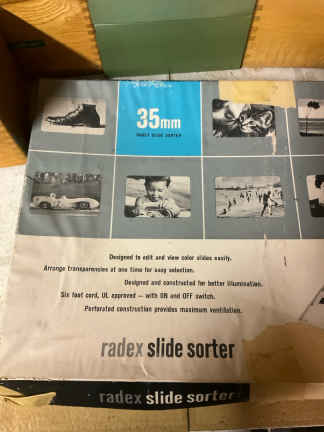 35mm
RADEX SLIDE SORTER
Designed to edit and view color slides easily.
Arrange transparencies at one time for easy selection.
Designed and constructed for better illumination.
Six foot cord, UL approved — with ON and OFF switch.
Perforated construction provides maximum ventilation.
radex slide sorter
radex slide sorter